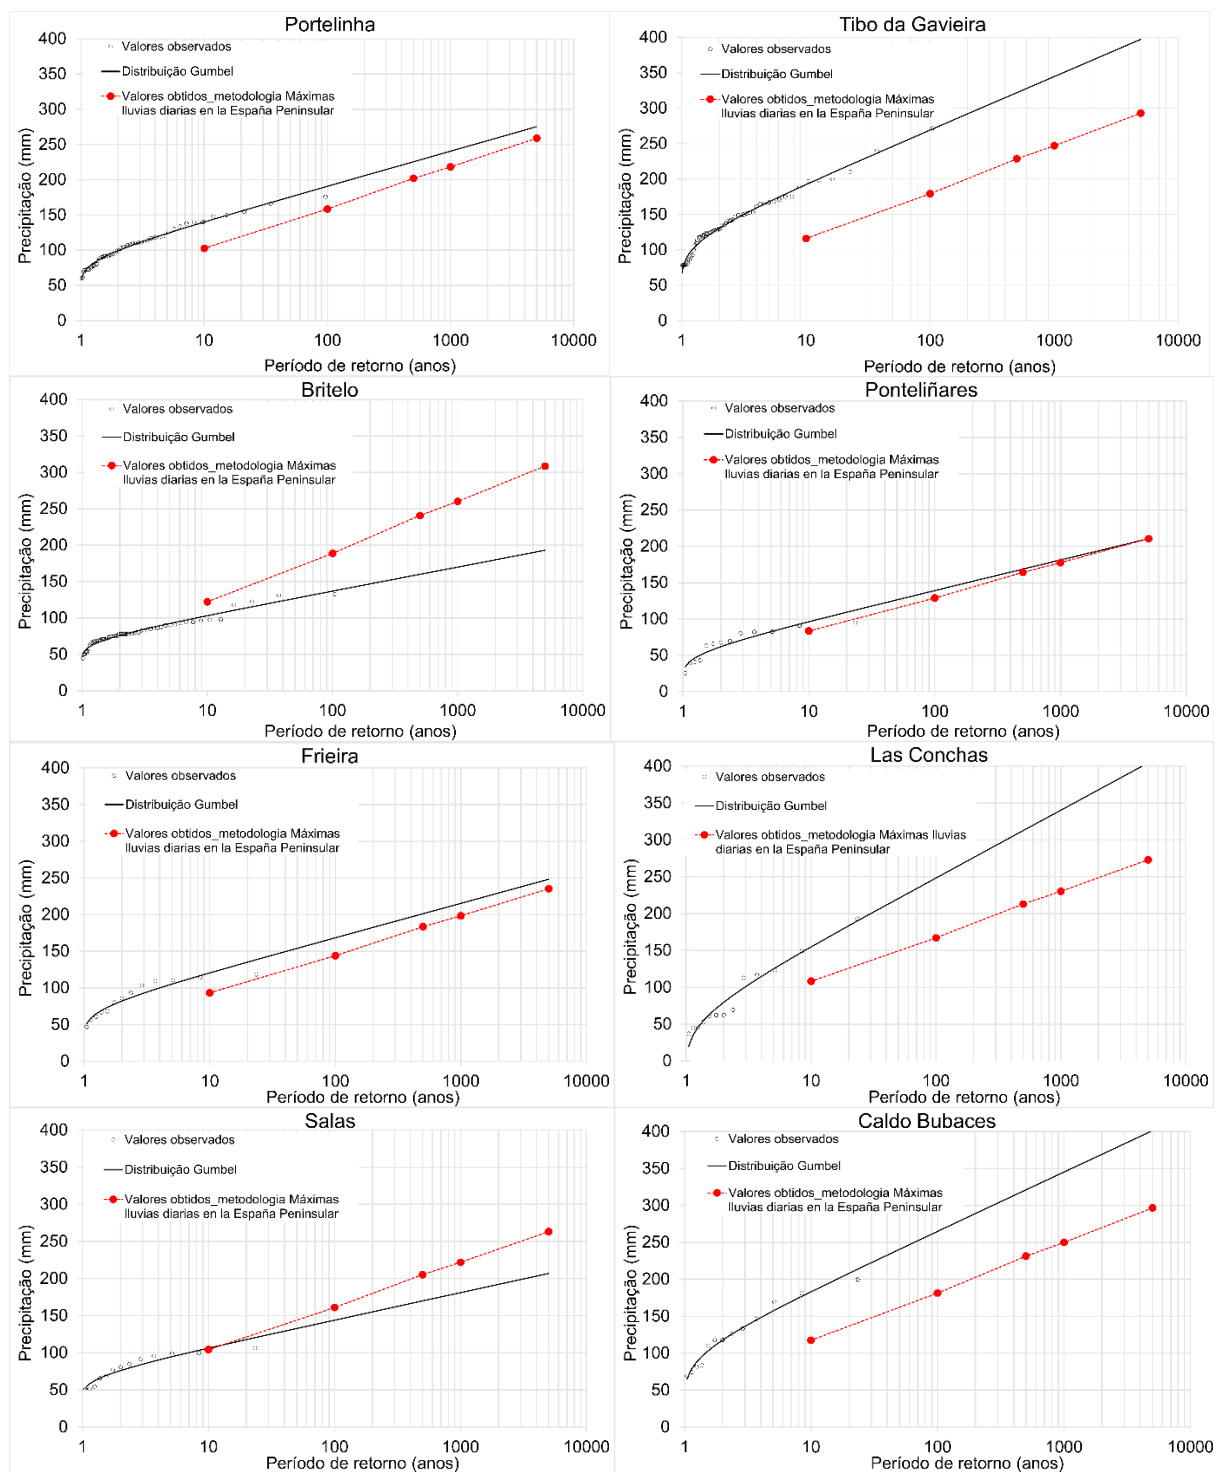 Portelinha
400
350
300
250
200
150
100
50
0
Precipitação (mm)
Valores observados
Distribuição Gumbel
Valores obtidos_metodologia Máximas
lluvias diarias en la España Peninsular
1 10 100 1000 10000
Período de retorno (anos)
Tibo da Gavieira
400
350
300
250
200
150
100
50
0
Precipitação (mm)
Valores observados
Distribuição Gumbel
Valores obtidos_metodologia Máximas
lluvias diarias en la España Peninsular
1 10 100 1000 10000
Período de retorno (anos)
Britelo
400
350
300
250
200
150
100
50
0
Precipitação (mm)
Valores observados
Distribuição Gumbel
Valores obtidos_metodologia Máximas
lluvias diarias en la España Peninsular
1 10 100 1000 10000
Período de retorno (anos)
Ponteliñares
400
350
300
250
200
150
100
50
0
Precipitação (mm)
Valores observados
Distribuição Gumbel
Valores obtidos_metodologia Máximas
lluvias diarias en la España Peninsular
1 10 100 1000 10000
Período de retorno (anos)
Frieira
400
350
300
250
200
150
100
50
0
Precipitação (mm)
Valores observados
Distribuição Gumbel
Valores obtidos_metodologia Máximas
lluvias diarias en la España Peninsular
1 10 100 1000 10000
Período de retorno (anos)
Las Conchas
400
350
300
250
200
150
100
50
0
Precipitação (mm)
Valores observados
Distribuição Gumbel
Valores obtidos_metodologia Máximas lluvias
diarias en la España Peninsular
1 10 100 1000 10000
Período de retorno (anos)
Salas
400
350
300
250
200
150
100
50
0
Precipitação (mm)
Valores observados
Distribuição Gumbel
Valores obtidos_metodologia Máximas
lluvias diarias en la España Peninsular
1 10 100 1000 10000
Período de retorno (anos)
Caldo Bubaces
400
350
300
250
200
150
100
50
0
Precipitação (mm)
Valores observados
Distribuição Gumbel
Valores obtidos_metodologia Máximas
lluvias diarias en la España Peninsular
1 10 100 1000 10000
Período de retorno (anos)